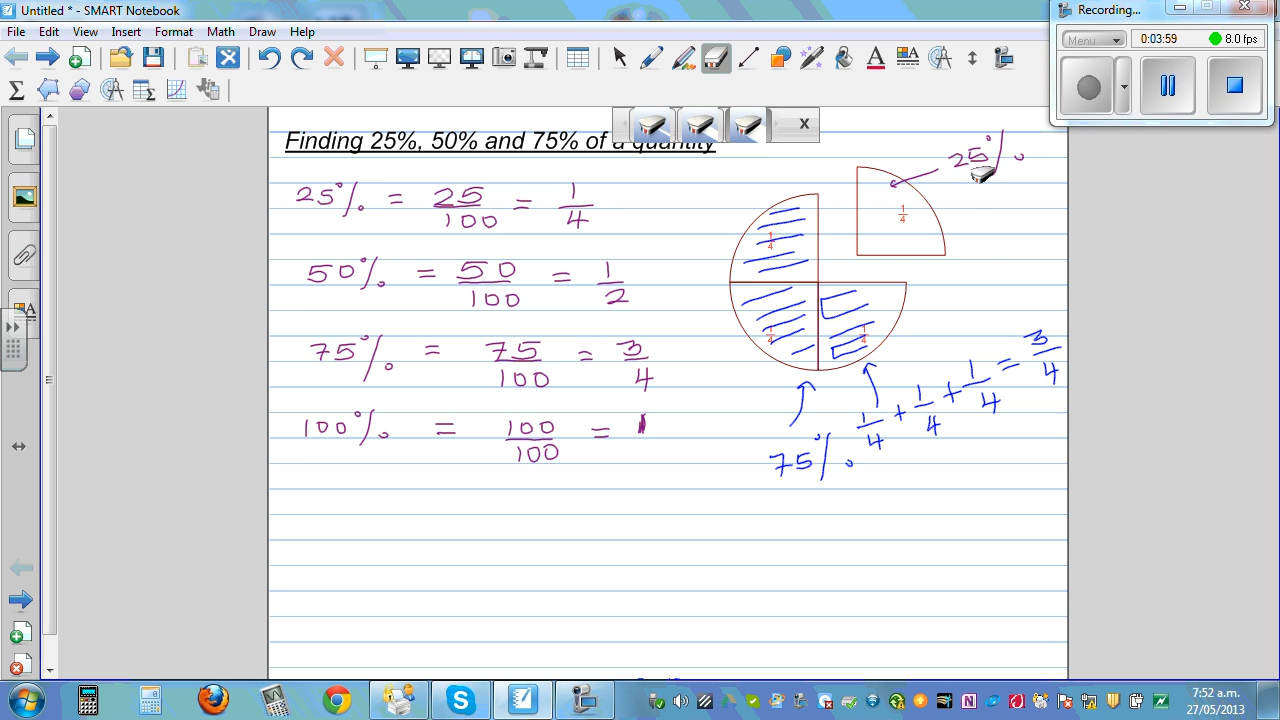 Untitled * - SMART Notebook
File Edit View Insert Format Math Draw Help
Recording...
Menu 0:03:59 8.0 fps
Finding 25%, 50% and 75% of a quantity
25% = 25/100 = 1/4
50% = 50/100 = 1/2
75% = 75/100 = 3/4
100% = 100/100 = 1
25%
1/4
1/4
1/4
1/4
1/4 + 1/4 + 1/4 = 3/4
75%
7:52 a.m.
27/05/2013